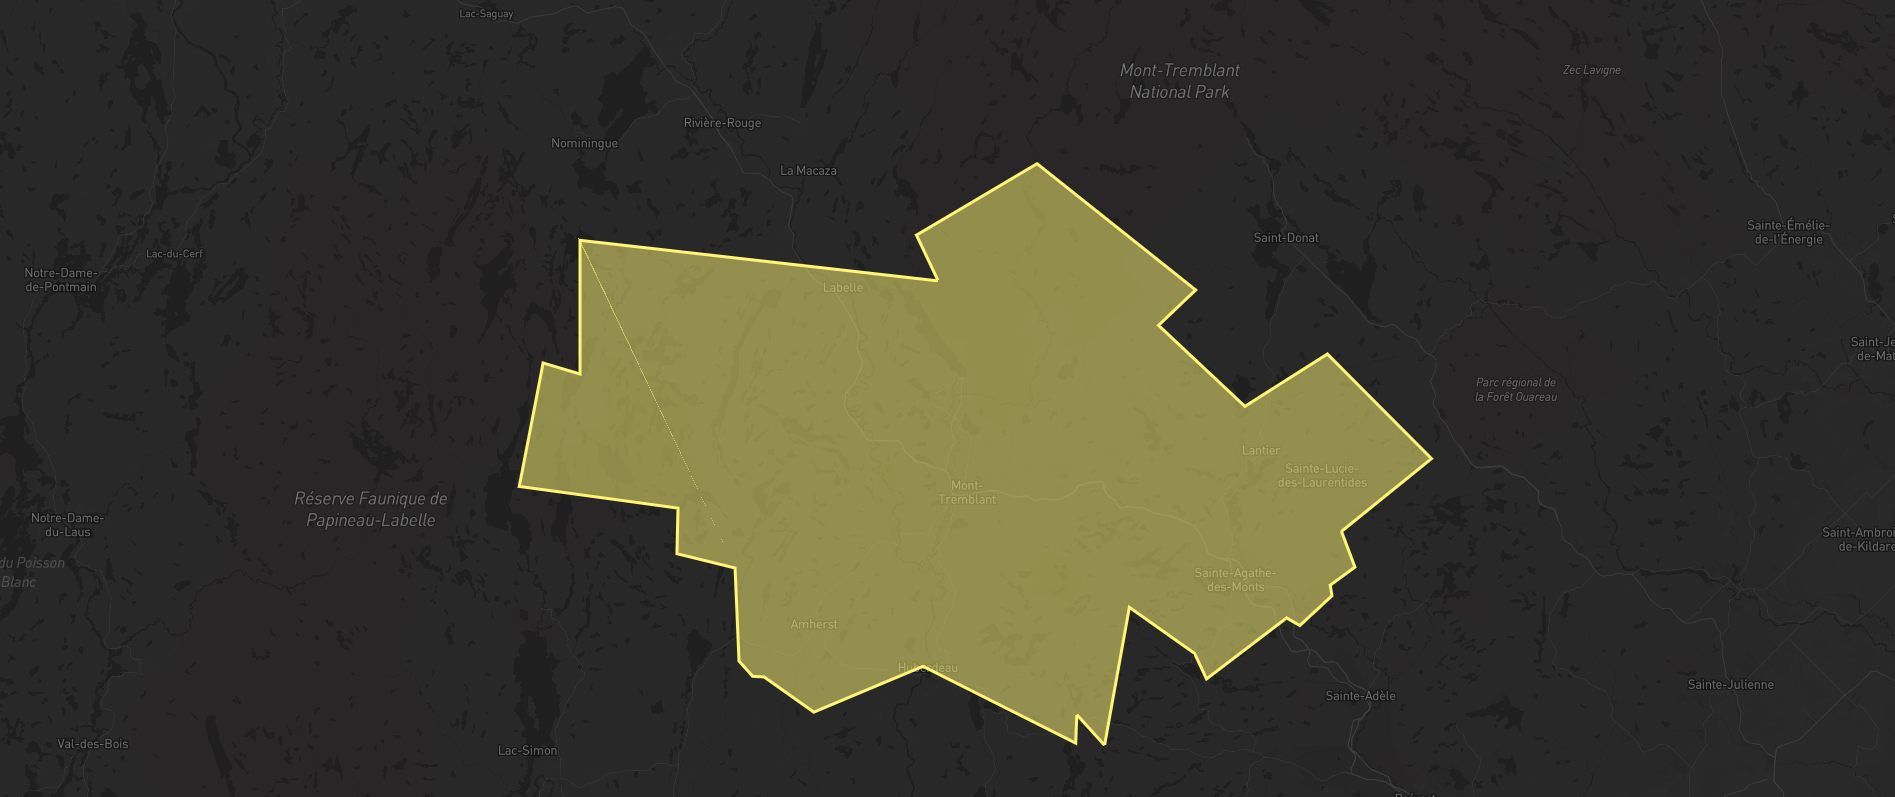 Lac-Saguay
Mont-Tremblant
National Park
Zec Lavigne
Rivière-Rouge
Nominingue
La Macaza
Sainte-Émélie-
de-l'Énergie
Saint-Donat
Lac-du-Cerf
Notre-Dame-
de-Pontmain
Labelle
Saint-Je
de-Mat
Parc régional de
la Forêt Ouareau
Lantier
Sainte-Lucie-
des-Laurentides
Mont-
Tremblant
Réserve Faunique de
Papineau-Labelle
Notre-Dame-
du-Laus
Saint-Ambroi
de-Kildare
du Poisson
Blanc
Sainte-Agathe-
des-Monts
Amherst
Huberdeau
Sainte-Julienne
Sainte-Adèle
Val-des-Bois
Lac-Simon